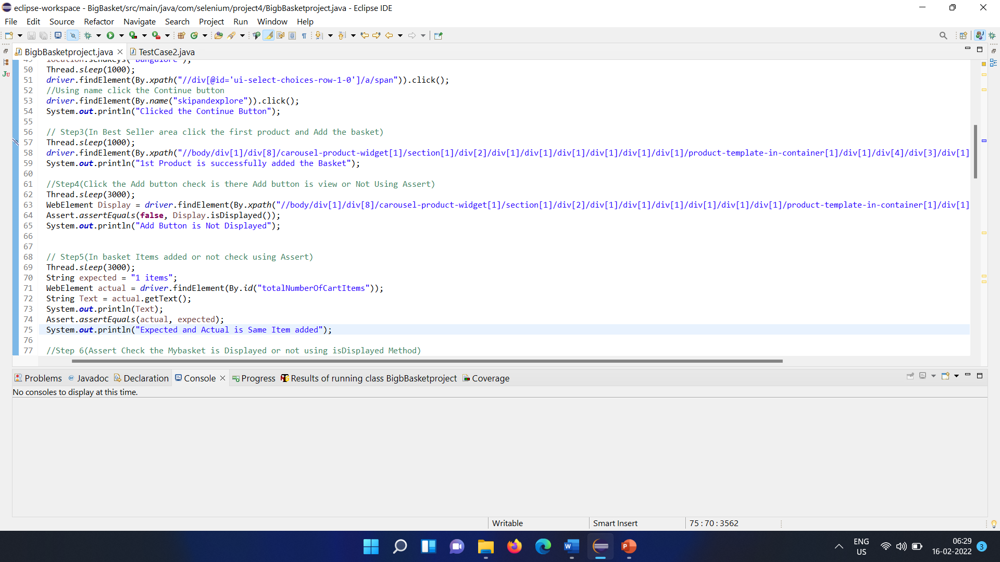 eclipse-workspace - BigBasket/src/main/java/com/selenium/project4/BigbBasketproject.java - Eclipse IDE
File Edit Source Refactor Navigate Search Project Run Window Help
BigbBasketproject.java TestCase2.java
49 location.sendKeys("Bangalore");
50 Thread.sleep(1000);
51 driver.findElement(By.xpath("//div[@id='ui-select-choices-row-1-0']/a/span")).click();
52 //Using name click the Continue button
53 driver.findElement(By.name("skipandexplore")).click();
54 System.out.println("Clicked the Continue Button");
55
56 // Step3(In Best Seller area click the first product and Add the basket)
57 Thread.sleep(1000);
58 driver.findElement(By.xpath("//body/div[1]/div[8]/carousel-product-widget[1]/section[1]/div[2]/div[1]/div[1]/div[1]/div[1]/div[1]/div[1]/product-template-in-container[1]/div[1]/div[4]/div[3]/div[1]
59 System.out.println("1st Product is successfully added the Basket");
60
61 //Step4(Click the Add button check is there Add button is view or Not Using Assert)
62 Thread.sleep(3000);
63 WebElement Display = driver.findElement(By.xpath("//body/div[1]/div[8]/carousel-product-widget[1]/section[1]/div[2]/div[1]/div[1]/div[1]/div[1]/div[1]/div[1]/product-template-in-container[1]/div[1]
64 Assert.assertEquals(false, Display.isDisplayed());
65 System.out.println("Add Button is Not Displayed");
66
67
68 // Step5(In basket Items added or not check using Assert)
69 Thread.sleep(3000);
70 String expected = "1 items";
71 WebElement actual = driver.findElement(By.id("totalNumberOfCartItems"));
72 String Text = actual.getText();
73 System.out.println(Text);
74 Assert.assertEquals(actual, expected);
75 System.out.println("Expected and Actual is Same Item added");
76
77 //Step 6(Assert Check the Mybasket is Displayed or not using isDisplayed Method)
Problems @ Javadoc Declaration Console Progress Results of running class BigbBasketproject Coverage
No consoles to display at this time.
Writable Smart Insert 75 : 70 : 3562
ENG
US
06:29
16-02-2022
3